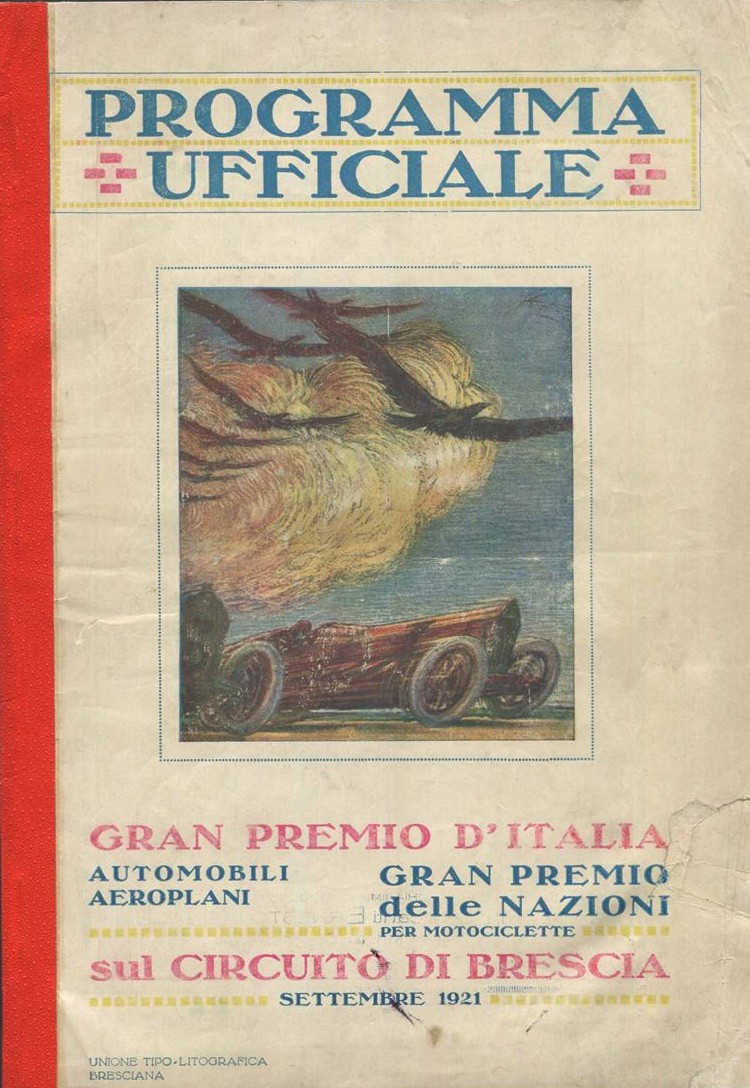 PROGRAMMA
UFFICIALE
GRAN PREMIO D'ITALIA
AUTOMOBILI
AEROPLANI
GRAN PREMIO
delle NAZIONI
PER MOTOCICLETTE
sul CIRCUITO DI BRESCIA
SETTEMBRE 1921
UNIONE TIPO-LITOGRAFICA
BRESCIANA